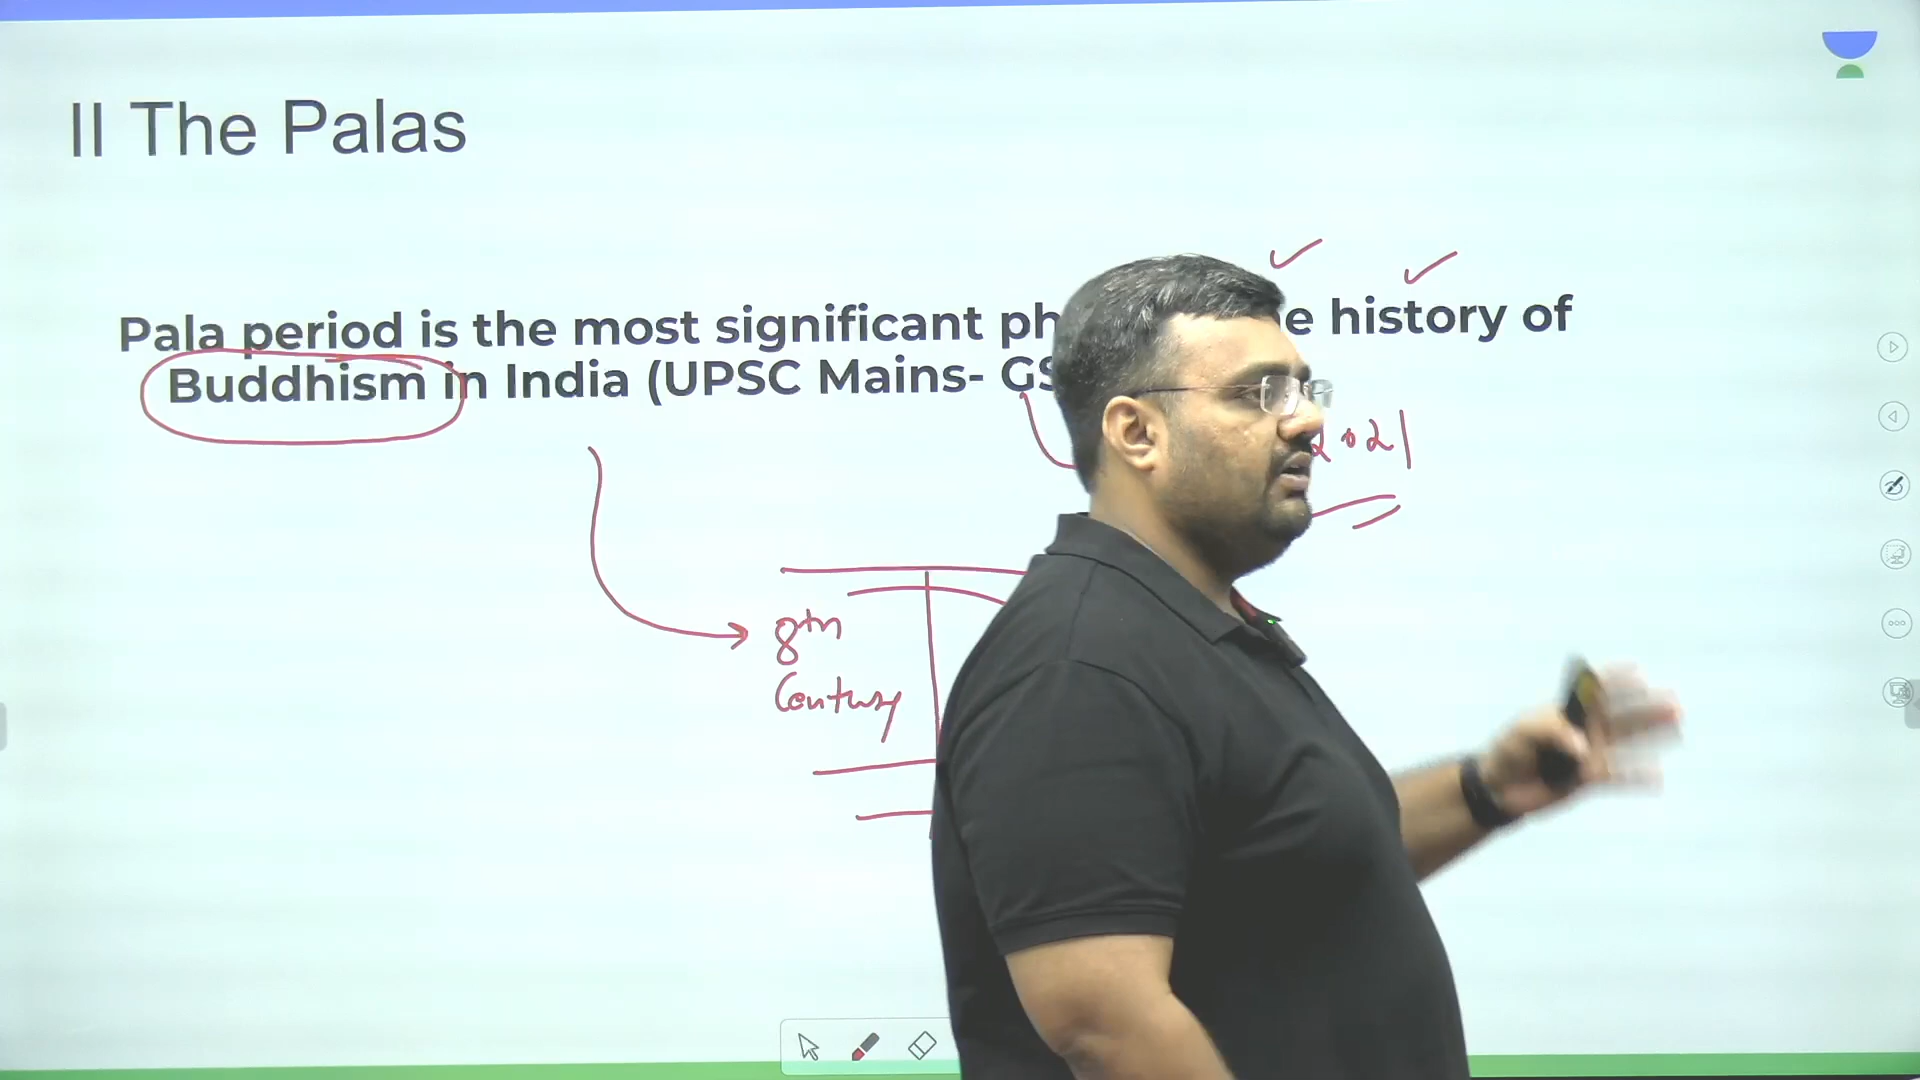 II The Palas
Pala period is the most significant ph e history of
Buddhism in India (UPSC Mains- GS
2021
8th
Century